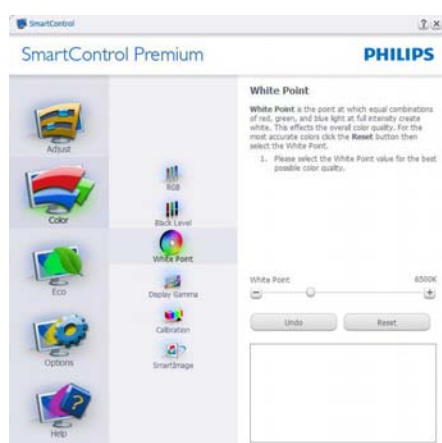 SmartControl
SmartControl Premium
PHILIPS
Adjust
Color
Eco
Options
Help
RGB
Black Level
White Point
Display Gamma
Calibration
SmartImage
White Point
White Point is the point at which equal combinations
of red, green, and blue light at full intensity create
white. This effects the overall color quality. For the
most accurate colors click the Reset button then
select the White Point.
1. Please select the White Point value for the best
possible color quality.
White Point 6500K
Undo Reset